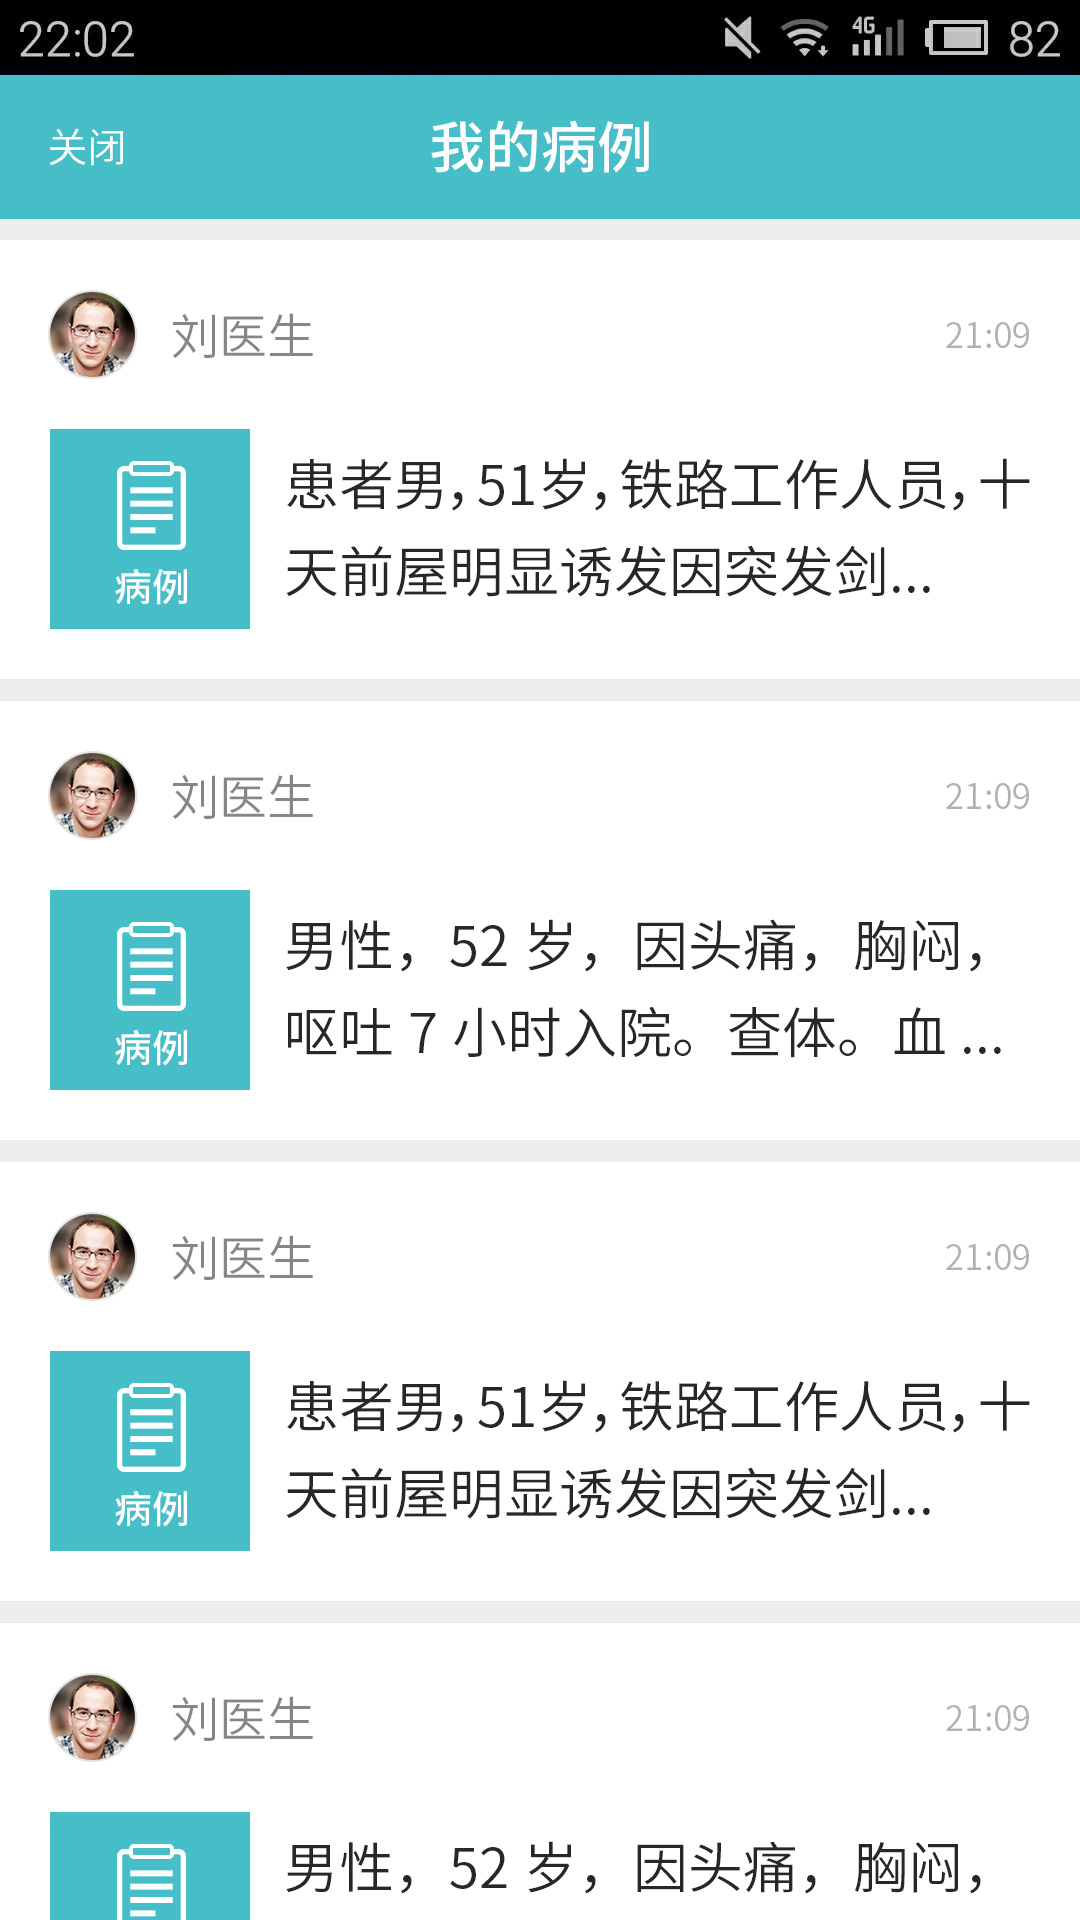 22:02
4G
82
关闭
我的病例
刘医生
21:09
病例
患者男，51岁，铁路工作人员，十
天前屋明显诱发因突发剑...
刘医生
21:09
病例
男性，52 岁，因头痛，胸闷，
呕吐 7 小时入院。查体。血 ...
刘医生
21:09
病例
患者男，51岁，铁路工作人员，十
天前屋明显诱发因突发剑...
刘医生
21:09
男性，52 岁，因头痛，胸闷，